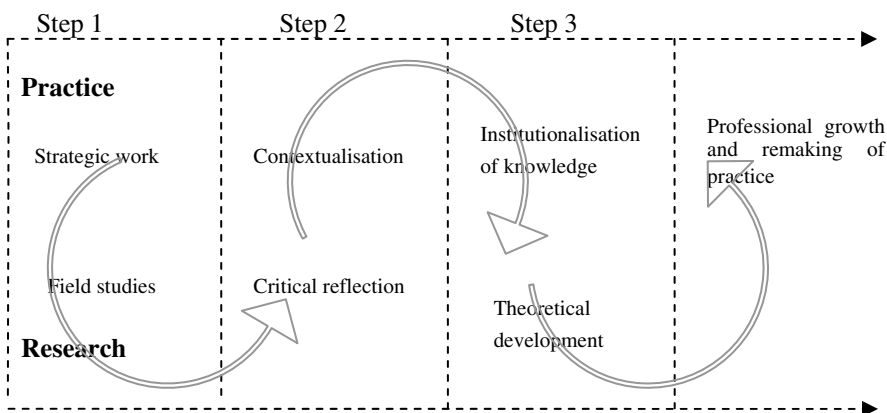 Step 1
Step 2
Step 3
Practice
Strategic work
Contextualisation
Institutionalisation
of knowledge
Professional growth
and remaking of
practice
Field studies
Critical reflection
Theoretical
development
Research